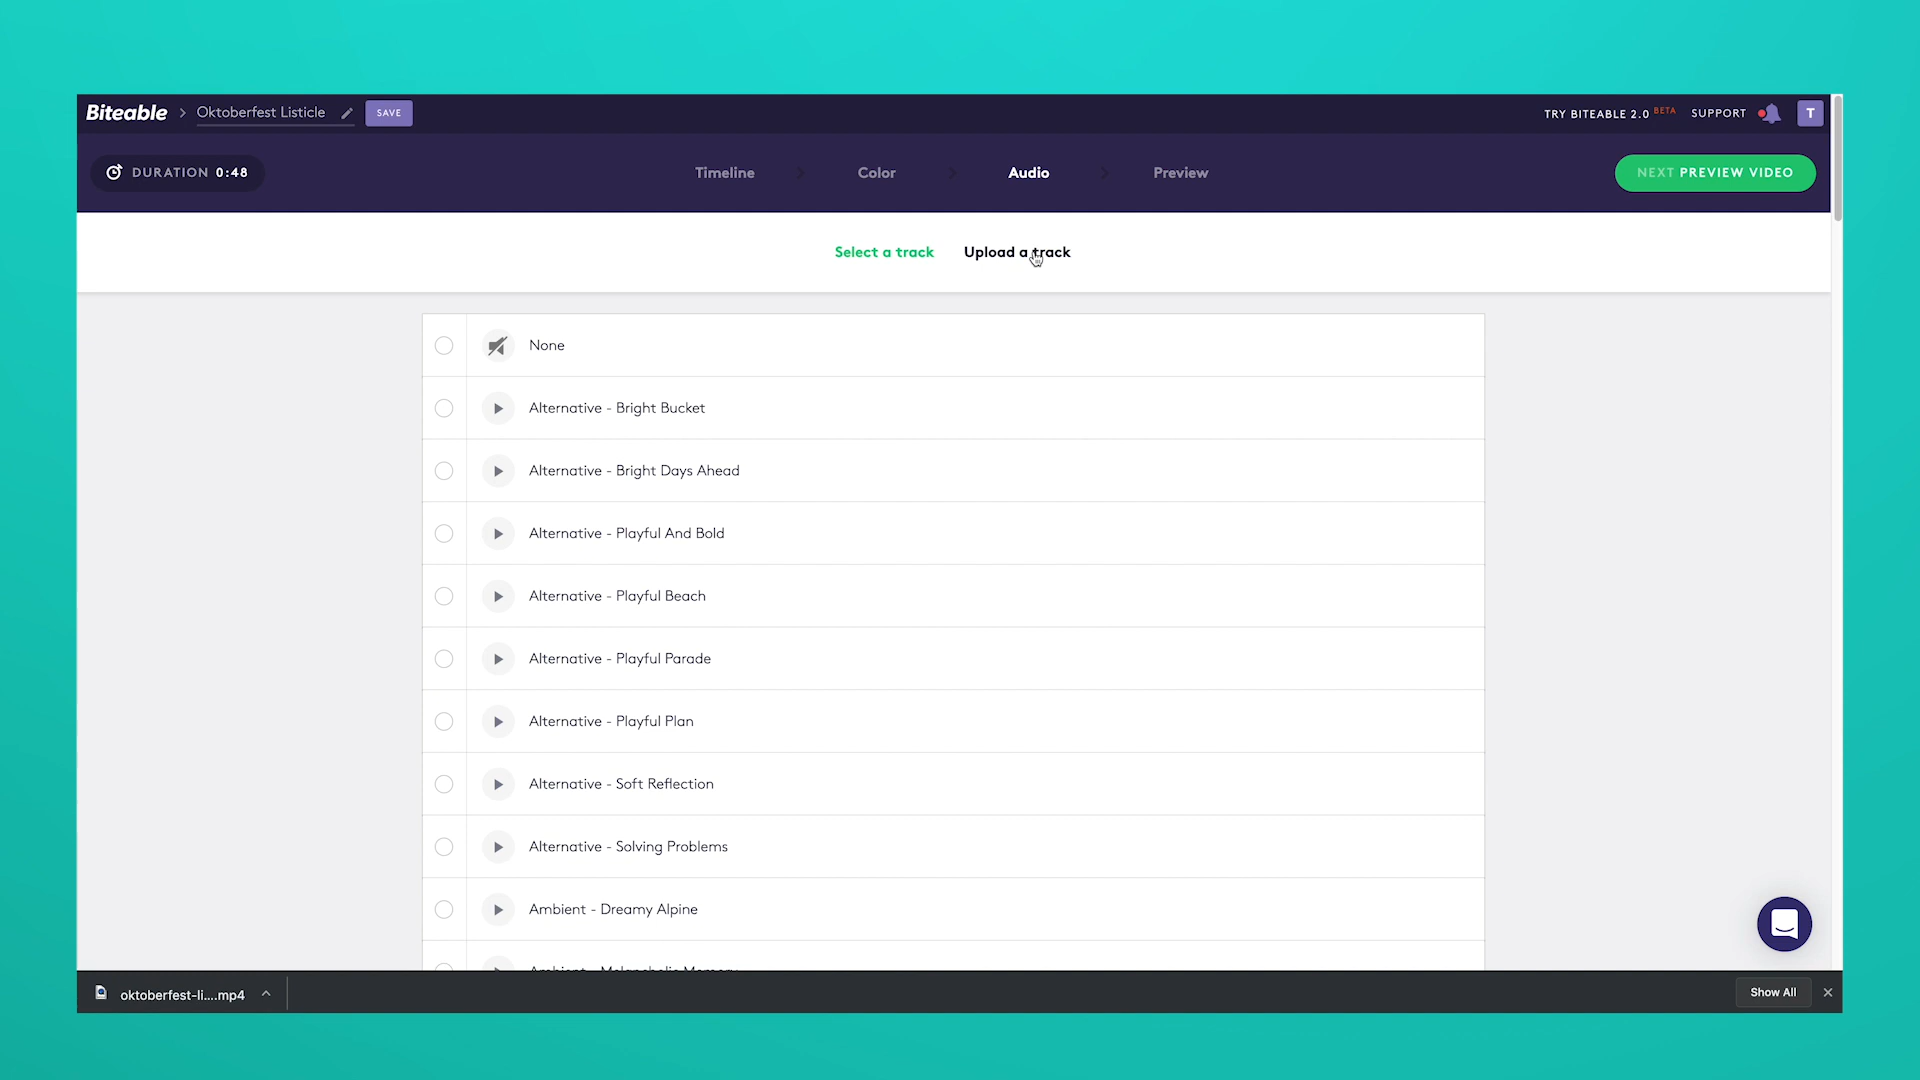 Biteable > Oktoberfest Listicle SAVE TRY BITEABLE 2.0 BETA SUPPORT T
DURATION 0:48 Timeline > Color > Audio > Preview NEXT PREVIEW VIDEO
Select a track Upload a track
None
Alternative - Bright Bucket
Alternative - Bright Days Ahead
Alternative - Playful And Bold
Alternative - Playful Beach
Alternative - Playful Parade
Alternative - Playful Plan
Alternative - Soft Reflection
Alternative - Solving Problems
Ambient - Dreamy Alpine
Ambient - Melancholic Memory
oktoberfest-li....mp4 Show All